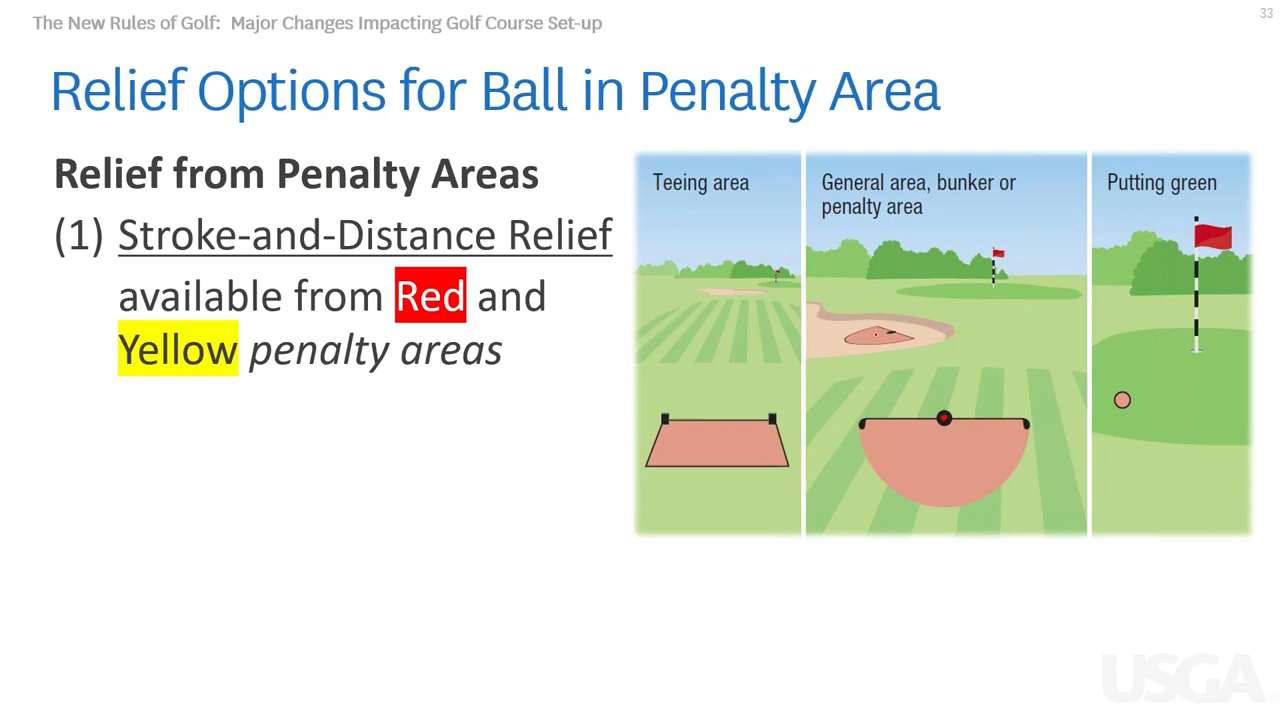 The New Rules of Golf:  Major Changes Impacting Golf Course Set-up
33
Relief Options for Ball in Penalty Area
Relief from Penalty Areas
(1) Stroke-and-Distance Relief
available from Red and
Yellow penalty areas
Teeing area
General area, bunker or
penalty area
Putting green
USGA